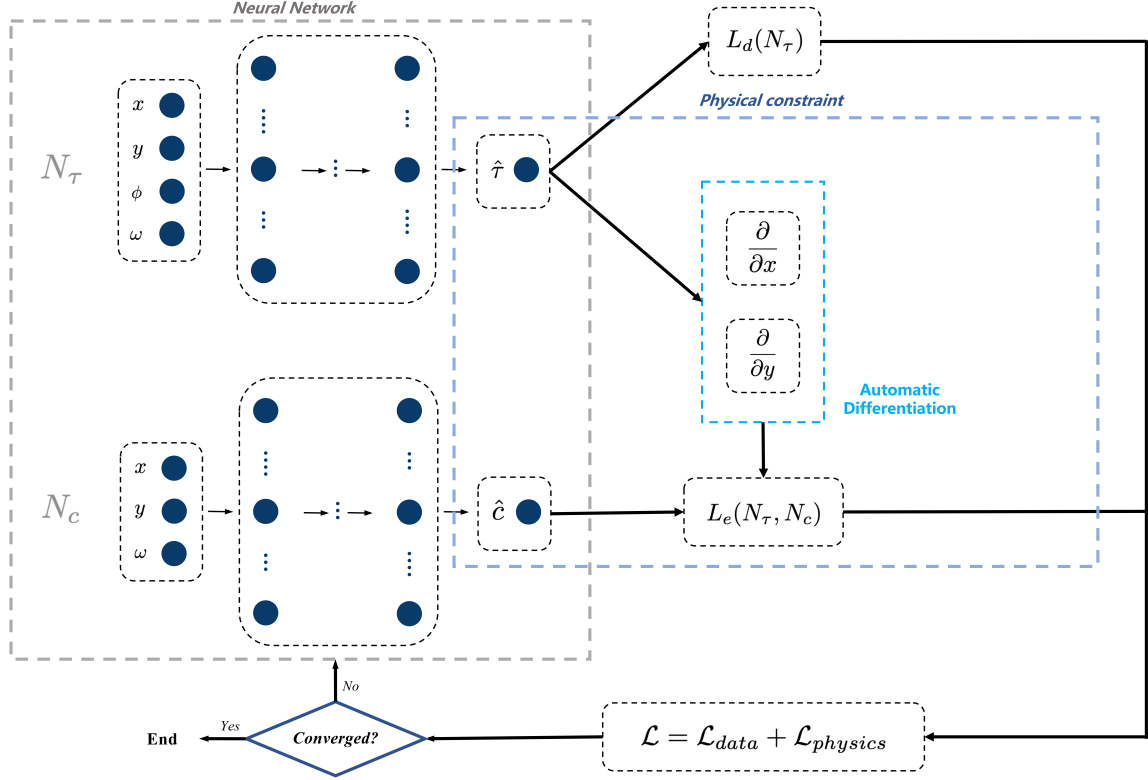 Neural Network
L_d(N_τ)
Physical constraint
N_τ
x
y
ϕ
ω
τ̂
∂
∂x
∂
∂y
Automatic
Differentiation
N_c
x
y
ω
ĉ
L_e(N_τ, N_c)
No
Yes
End
Converged?
ℒ = ℒ_data + ℒ_physics